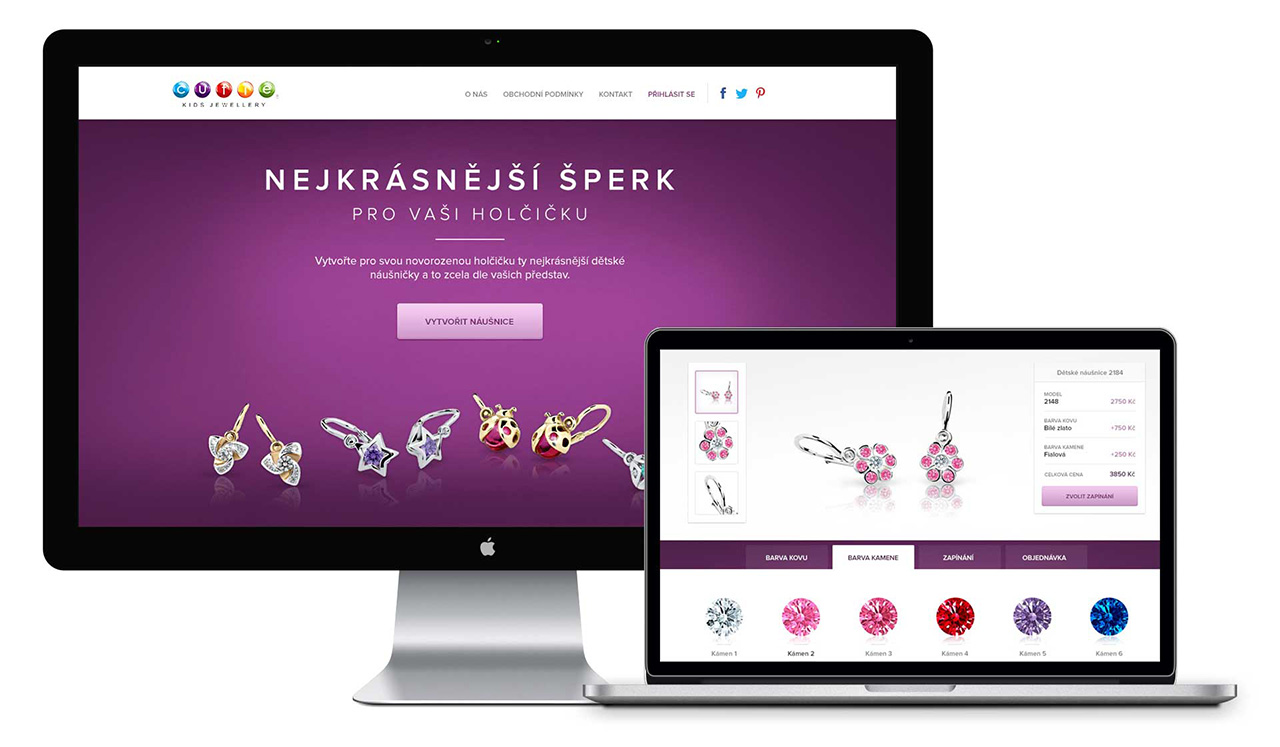 cutie
KIDS JEWELLERY
O NÁS OBCHODNÍ PODMÍNKY KONTAKT PŘIHLÁSIT SE
NEJKRÁSNĚJŠÍ ŠPERK
PRO VAŠI HOLČIČKU
Vytvořte pro svou novorozenou holčičku ty nejkrásnější dětské
náušničky a to zcela dle vašich představ.
VYTVOŘIT NÁUŠNICE
Dětské náušnice 2184
MODEL
2148 2750 Kč
BARVA KOVU
Bílé zlato +750 Kč
BARVA KAMENE
Fialová +250 Kč
CELKOVÁ CENA 3850 Kč
ZVOLIT ZAPÍNÁNÍ
BARVA KOVU BARVA KAMENE ZAPÍNÁNÍ OBJEDNÁVKA
Kámen 1 Kámen 2 Kámen 3 Kámen 4 Kámen 5 Kámen 6